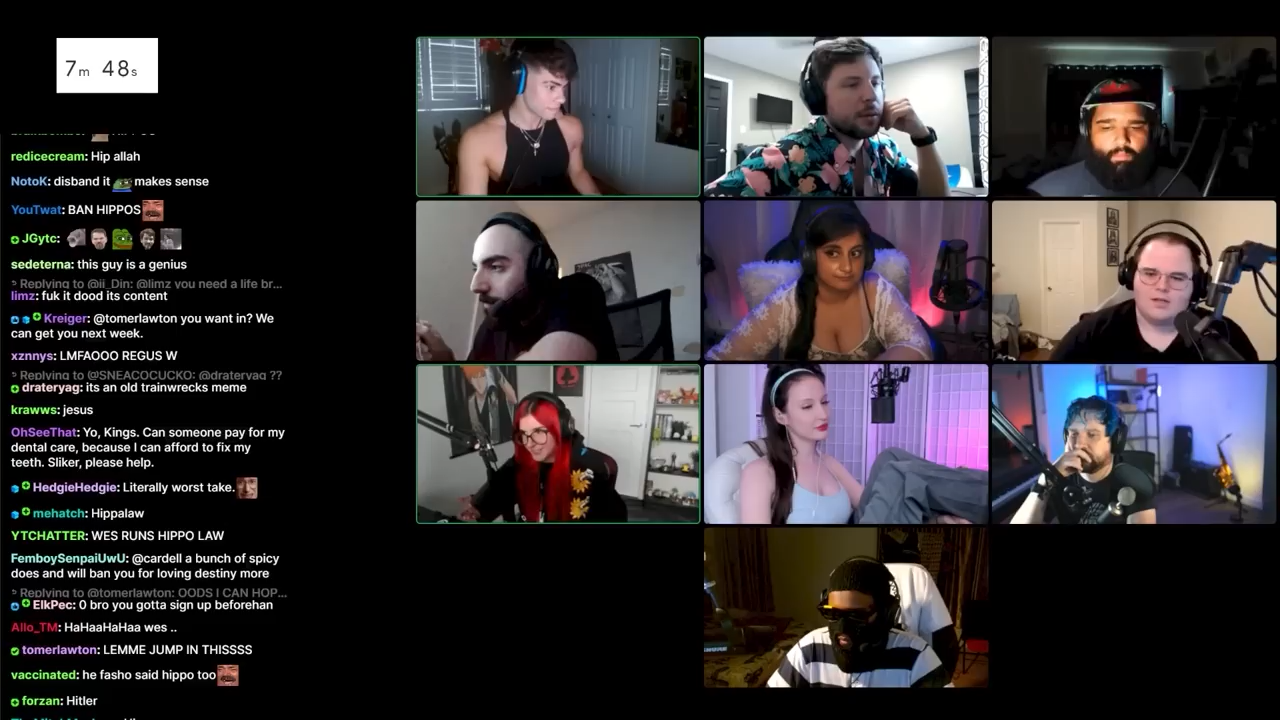 7m 48s
redicecream: Hip allah
NotoK: disband it makes sense
YouTwat: BAN HIPPOS
JGytc:
sedeterna: this guy is a genius
Replying to @ii_Din: @limz you need a life br...
limz: fuk it dood its content
Kreiger: @tomerlawton you want in? We
can get you next week.
xznnys: LMFAOOO REGUS W
Replying to @SNEACOCUCKO: @drateryag ??
drateryag: its an old trainwrecks meme
krawws: jesus
OhSeeThat: Yo, Kings. Can someone pay for my
dental care, because I can afford to fix my
teeth. Sliker, please help.
HedgieHedgie: Literally worst take.
mehatch: Hippalaw
YTCHATTER: WES RUNS HIPPO LAW
FemboySenpaiUwU: @cardell a bunch of spicy
does and will ban you for loving destiny more
Replying to @tomerlawton: OODS I CAN HOP...
ElkPec: 0 bro you gotta sign up beforehan
Allo_TM: HaHaaHaHaa wes ..
tomerlawton: LEMME JUMP IN THISSSS
vaccinated: he fasho said hippo too
forzan: Hitler